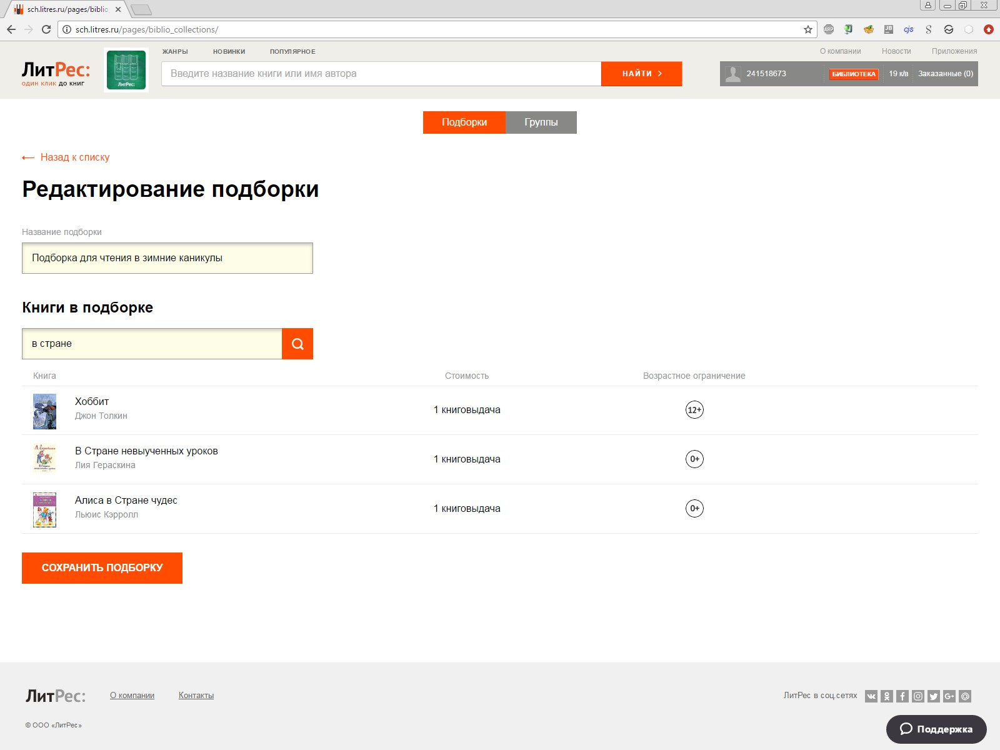 sch.litres.ru/pages/biblio
sch.litres.ru/pages/biblio_collections/
ABP
JB
cjs
S
ЛитРес:
один клик до книг
ЛитРес:
ЖАНРЫ
НОВИНКИ
ПОПУЛЯРНОЕ
О компании
Новости
Приложения
Введите название книги или имя автора
НАЙТИ
241518673
БИБЛИОТЕКА
19 к/в
Заказанные (0)
Подборки
Группы
Назад к списку
Редактирование подборки
Название подборки
Подборка для чтения в зимние каникулы
Книги в подборке
в стране
Книга
Стоимость
Возрастное ограничение
Хоббит
Джон Толкин
1 книговыдача
12+
В Стране невыученных уроков
Лия Гераскина
1 книговыдача
0+
Алиса в Стране чудес
Льюис Кэрролл
1 книговыдача
0+
СОХРАНИТЬ ПОДБОРКУ
ЛитРес:
О компании
Контакты
ЛитРес в соц.сетях
© ООО «ЛитРес»
Поддержка